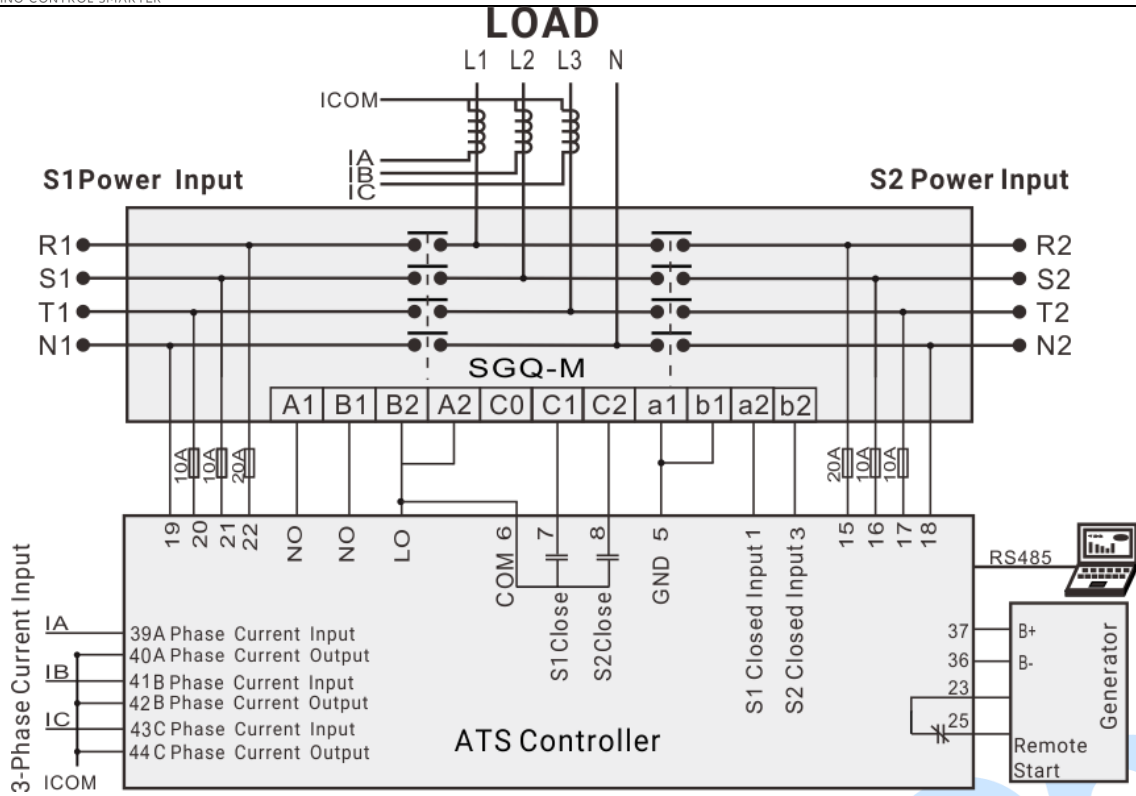 LOAD
L1 L2 L3 N
ICOM
IA
IB
IC
S1Power Input
S2 Power Input
R1
R2
S1
S2
T1
T2
N1
N2
SGQ-M
A1 B1 B2 A2 C0 C1 C2 a1 b1 a2 b2
10A 10A 20A
20A 10A 10A
19 20 21 22 NO NO LO COM 6 7 8 GND 5 S1 Closed Input 1 S2 Closed Input 3 15 16 17 18
S1Close
S2Close
RS485
3-Phase Current Input
IA
39A Phase Current Input
40A Phase Current Output
IB
41B Phase Current Input
42B Phase Current Output
IC
43C Phase Current Input
44C Phase Current Output
ICOM
ATS Controller
37 B+
36 B-
23
25
Generator
Remote
Start